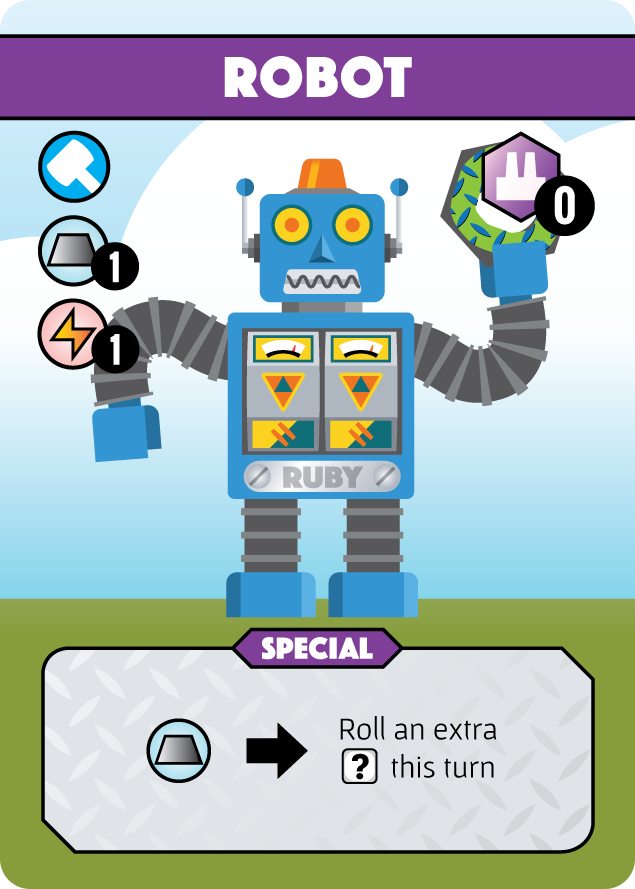 ROBOT
0
1
1
RUBY
SPECIAL
Roll an extra
? this turn